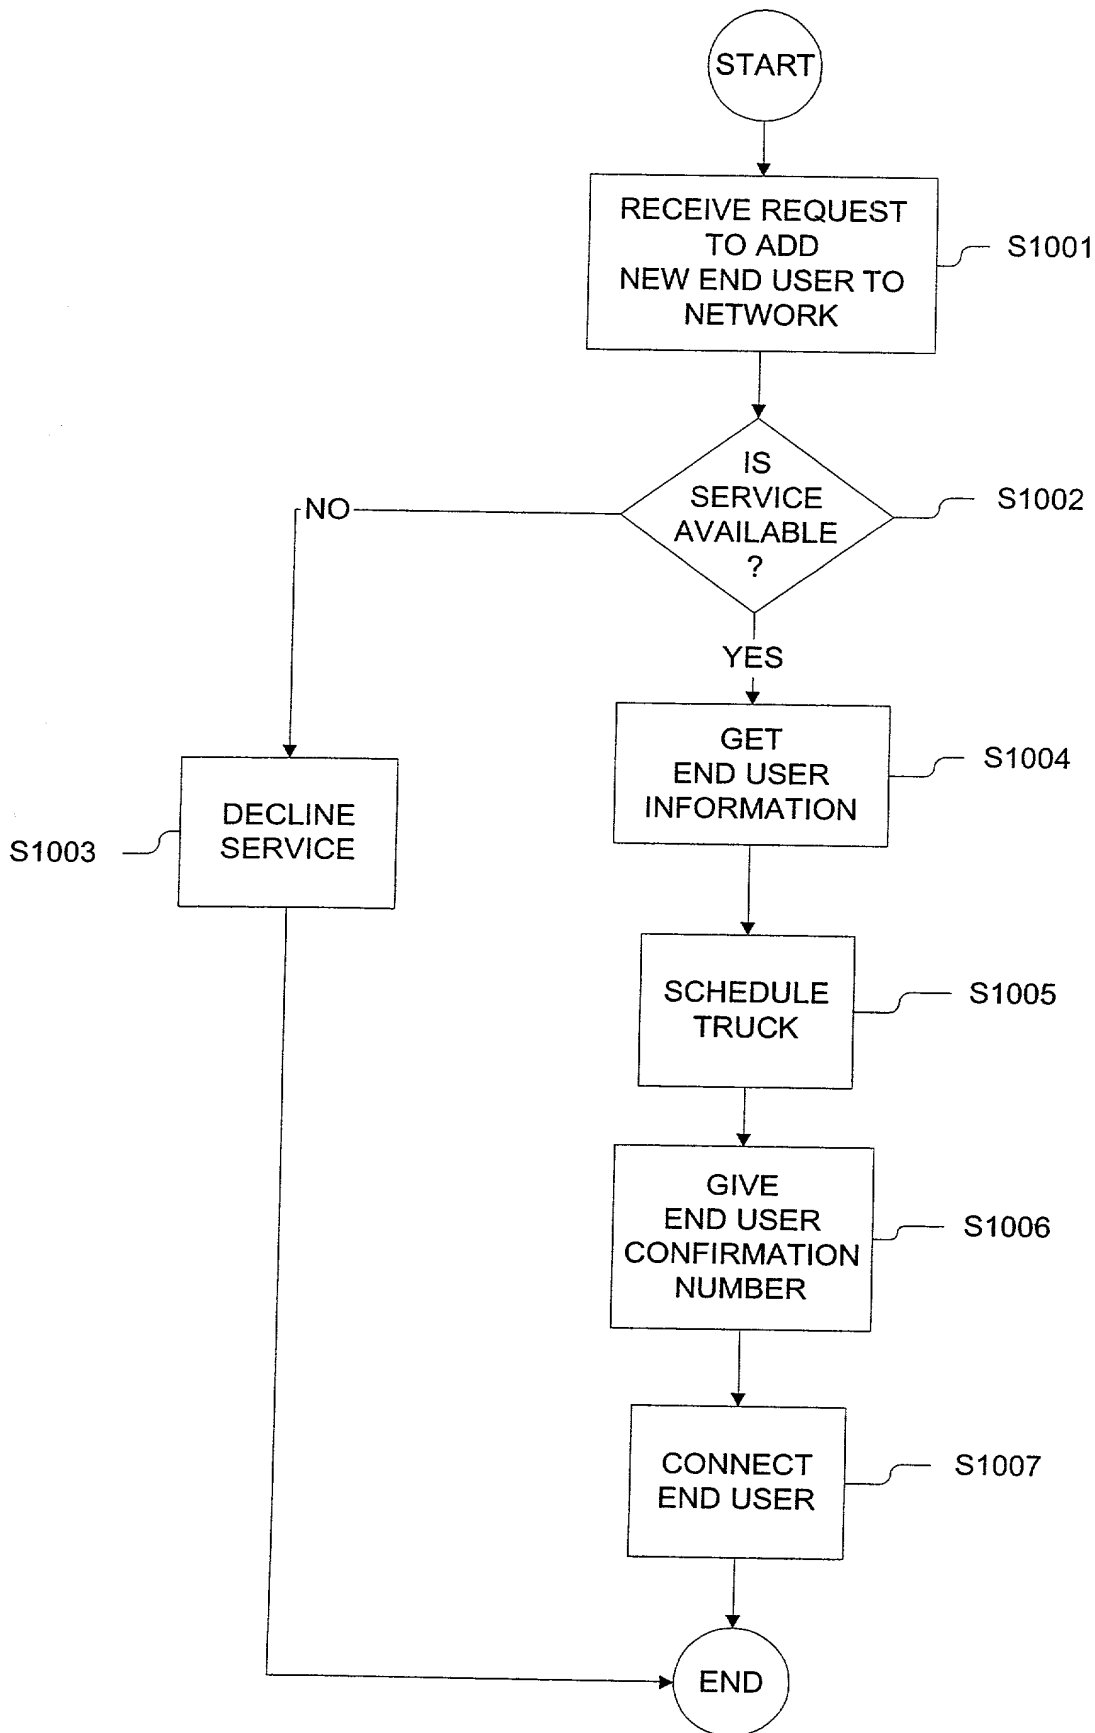 START
RECEIVE REQUEST
TO ADD
NEW END USER TO
NETWORK
S1001
IS
SERVICE
AVAILABLE
?
S1002
NO
YES
GET
END USER
INFORMATION
S1004
DECLINE
SERVICE
S1003
SCHEDULE
TRUCK
S1005
GIVE
END USER
CONFIRMATION
NUMBER
S1006
CONNECT
END USER
S1007
END